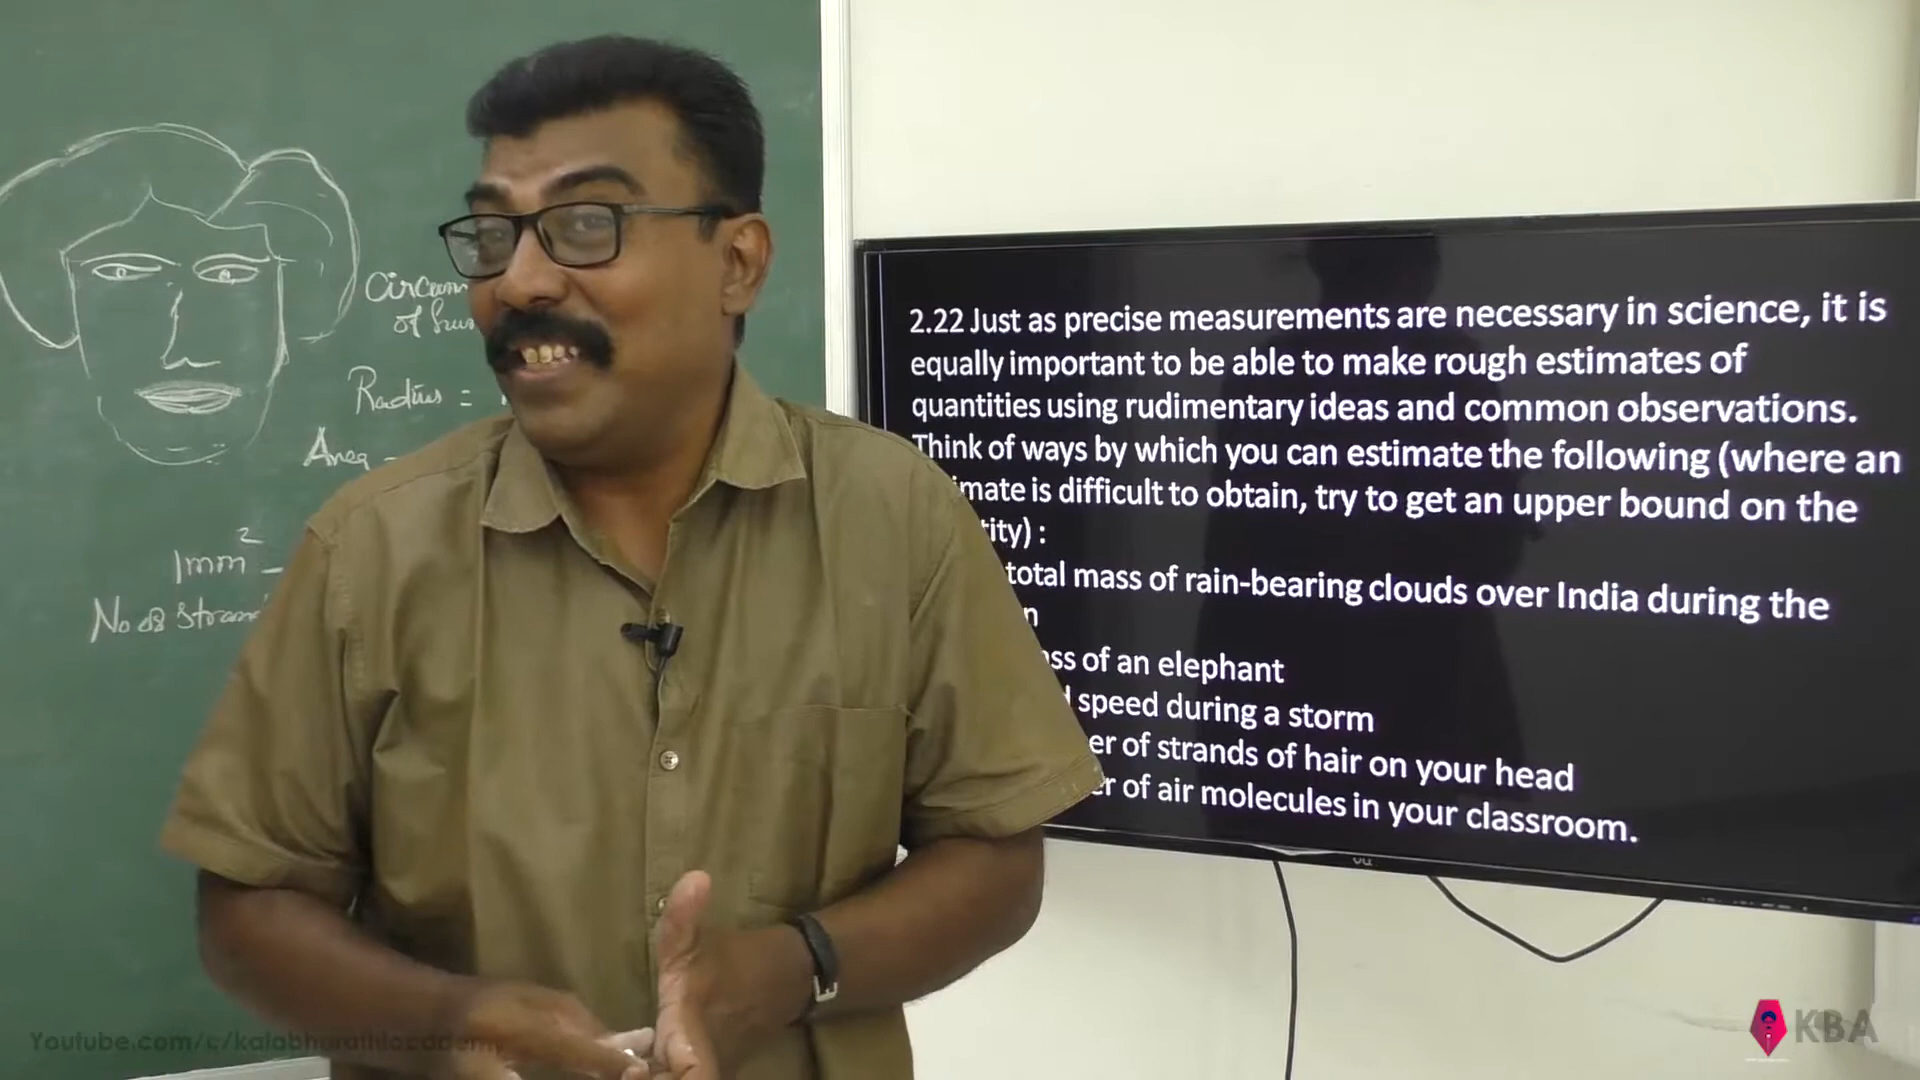 Circum
of
Radius =
Area -
1mm² -
No of Strand
2.22 Just as precise measurements are necessary in science, it is
equally important to be able to make rough estimates of
quantities using rudimentary ideas and common observations.
Think of ways by which you can estimate the following (where an
imate is difficult to obtain, try to get an upper bound on the
tity) :
total mass of rain-bearing clouds over India during the
n
ss of an elephant
speed during a storm
er of strands of hair on your head
er of air molecules in your classroom.
vu
Youtube.com/c/kalabharathiacademy
KBA